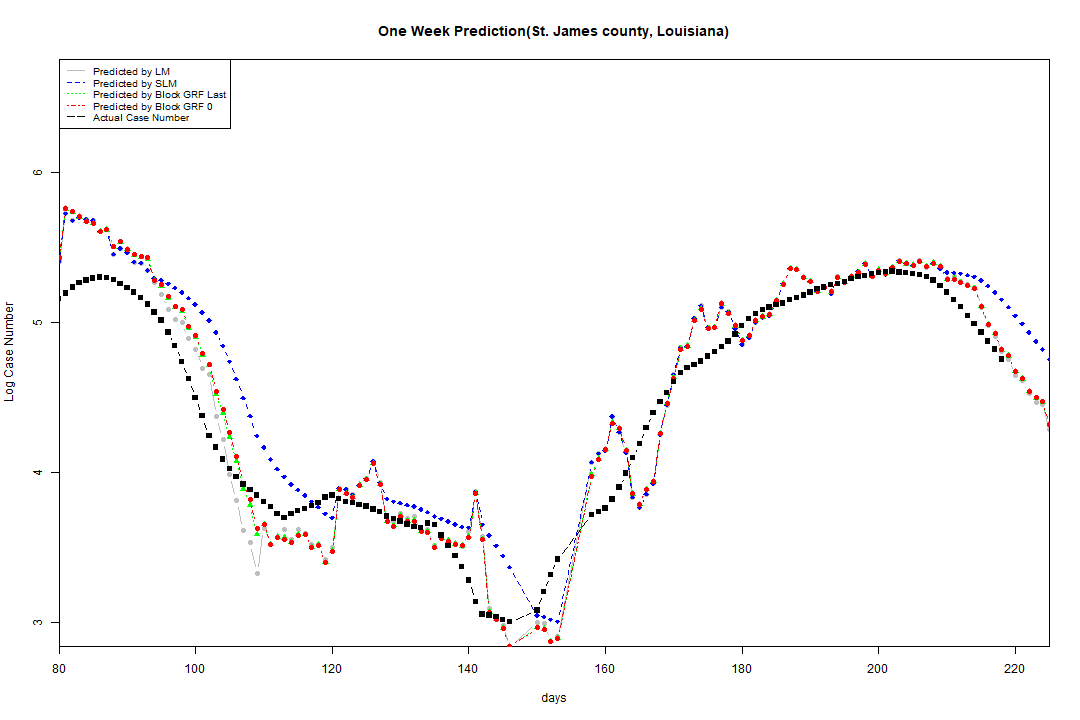 One Week Prediction(St. James county, Louisiana)
Predicted by LM
Predicted by SLM
Predicted by Block GRF Last
Predicted by Block GRF 0
Actual Case Number
6
5
4
3
Log Case Number
80 100 120 140 160 180 200 220
days